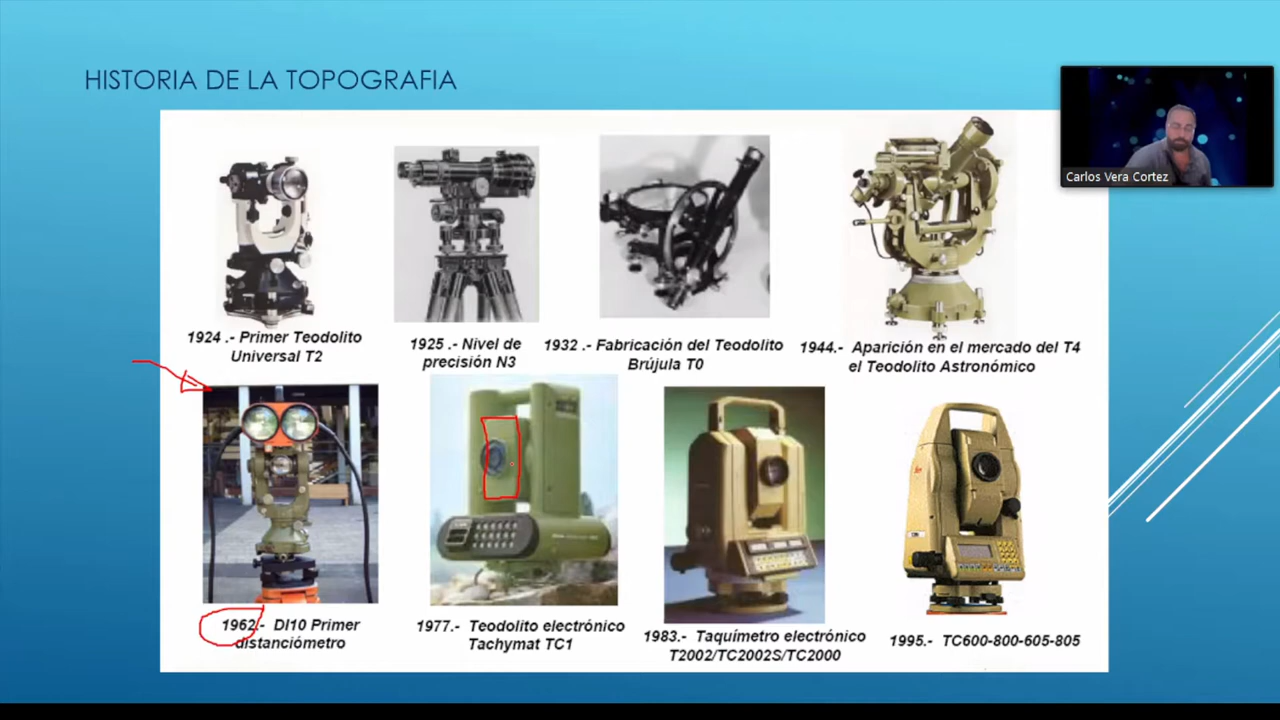 HISTORIA DE LA TOPOGRAFIA
Carlos Vera Cortez
1924 .- Primer Teodolito
Universal T2
1925 .- Nivel de
precisión N3
1932 .- Fabricación del Teodolito
Brújula T0
1944.- Aparición en el mercado del T4
el Teodolito Astronómico
1962.- DI10 Primer
distanciómetro
1977.- Teodolito electrónico
Tachymat TC1
1983.- Taquímetro electrónico
T2002/TC2002S/TC2000
1995.- TC600-800-605-805